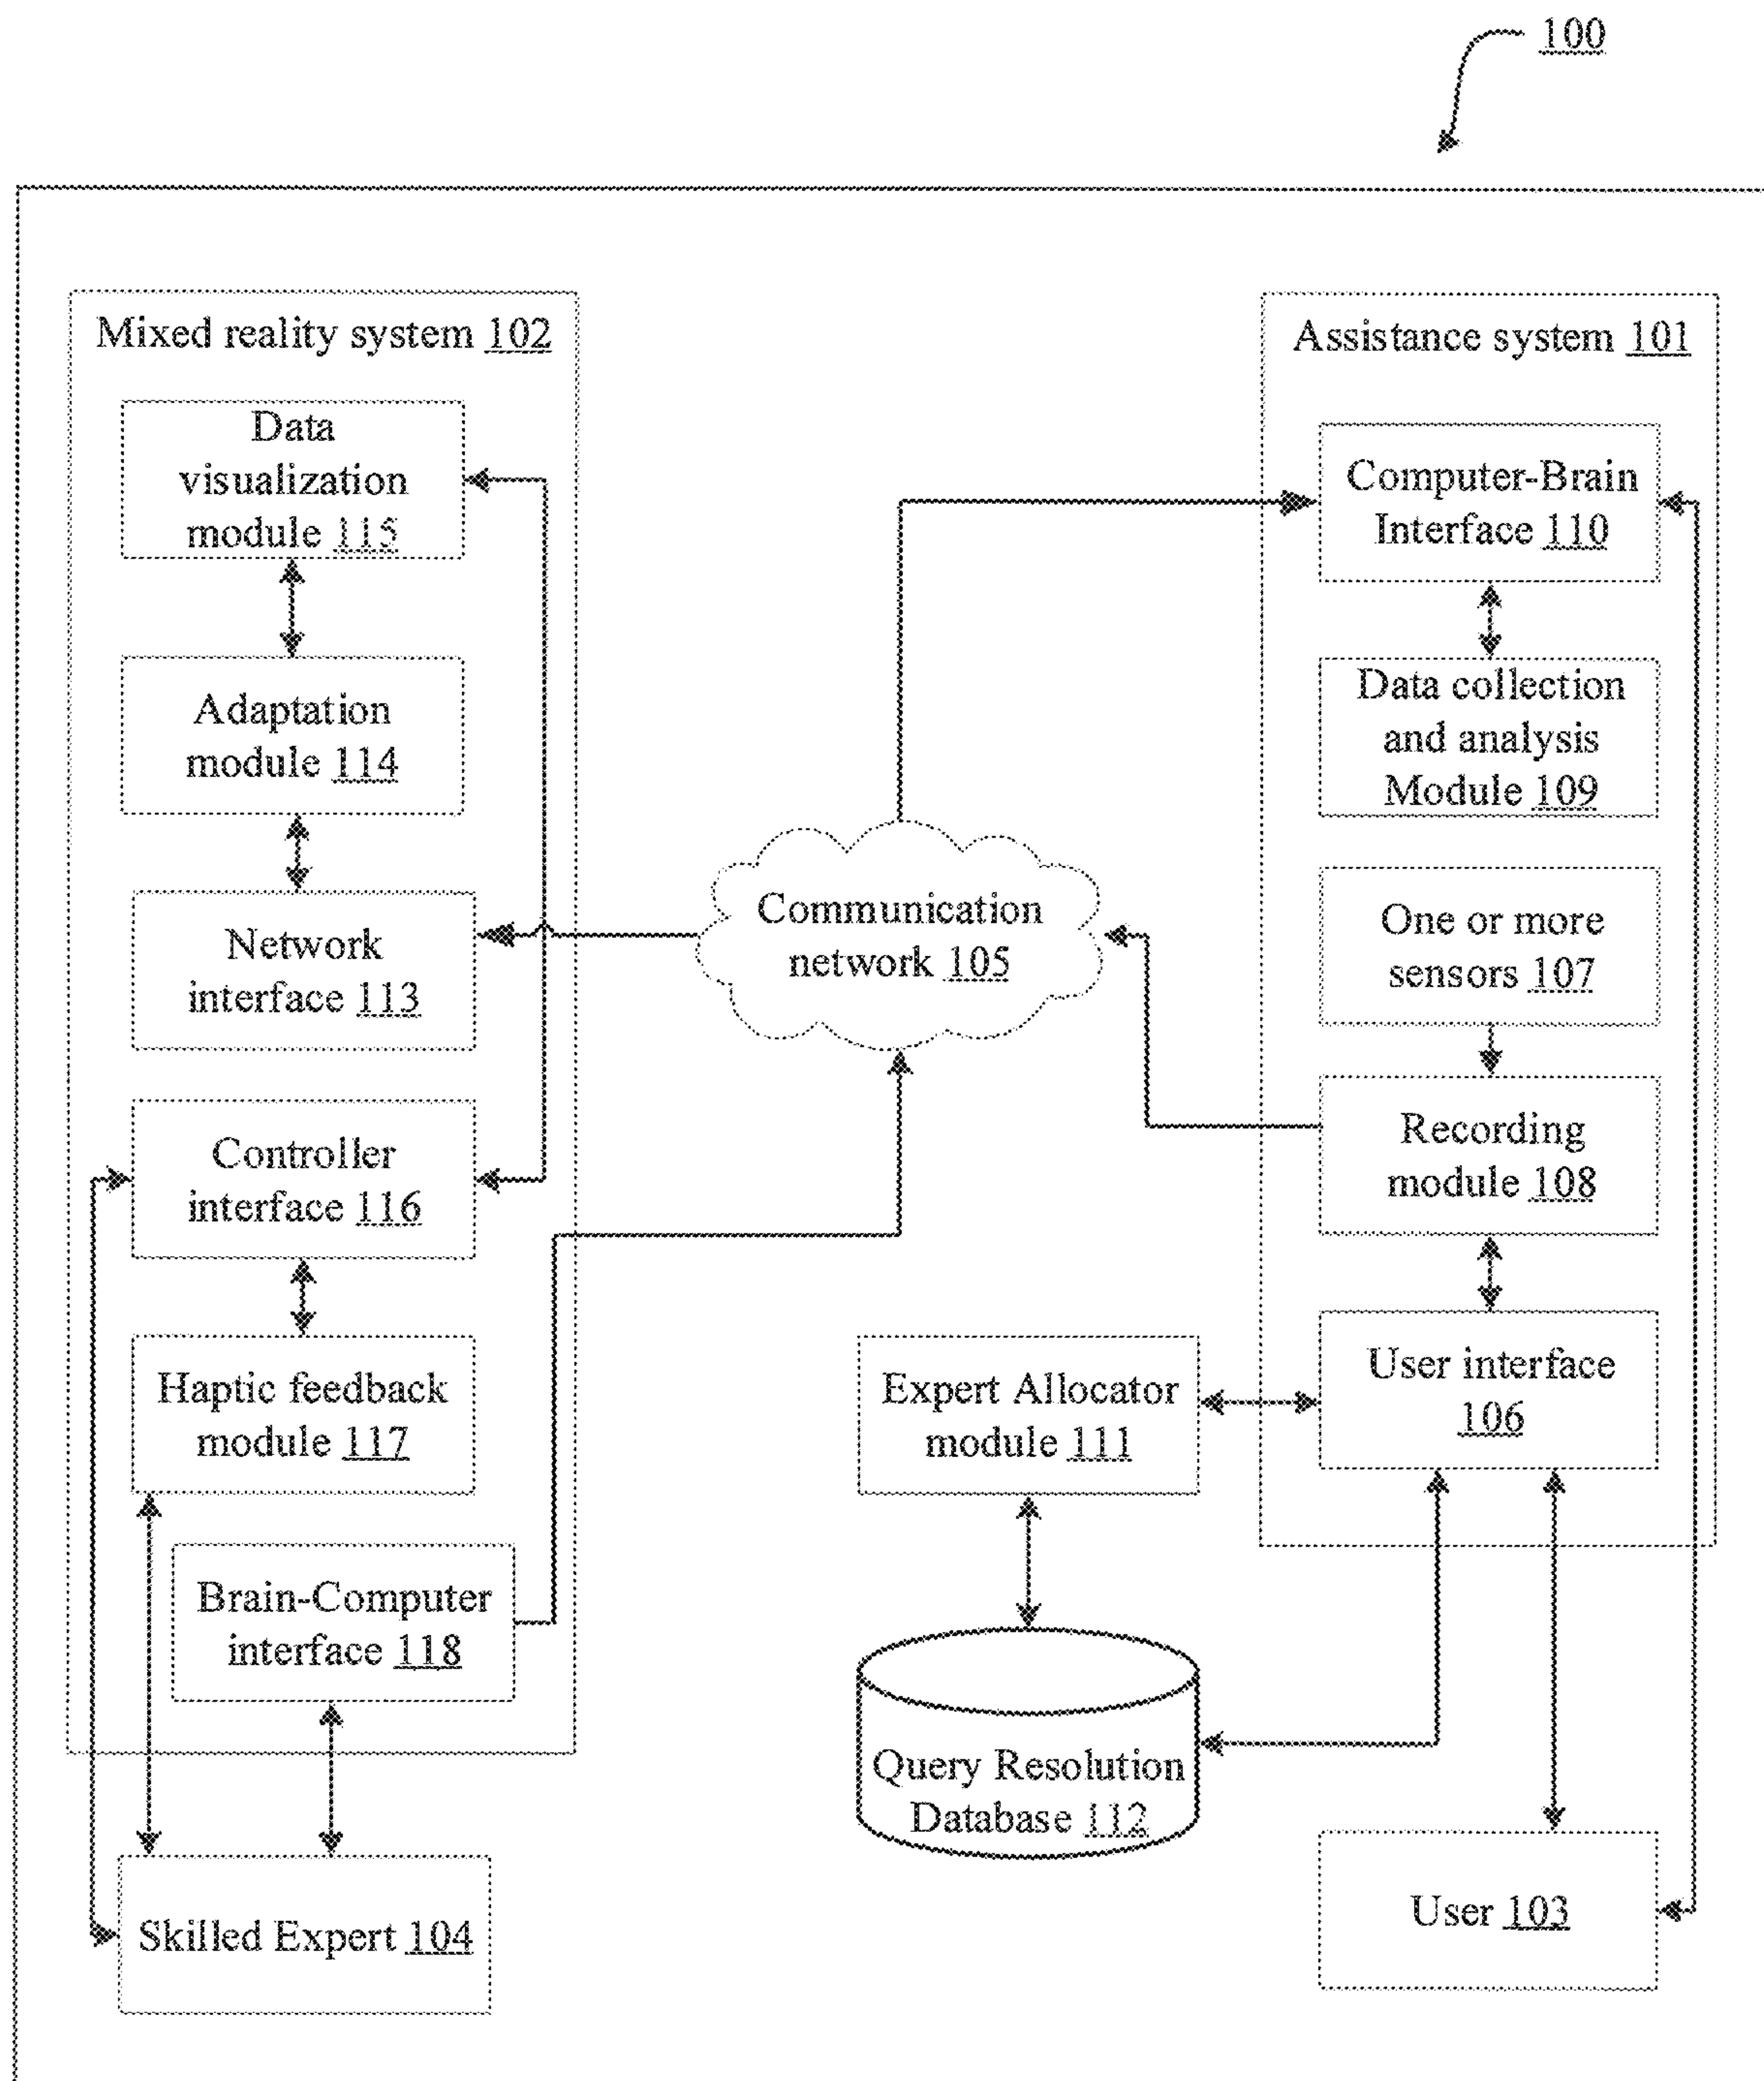 100
Mixed reality system 102
Data
visualization
module 115
Adaptation
module 114
Network
interface 113
Controller
interface 116
Haptic feedback
module 117
Brain-Computer
interface 118
Skilled Expert 104
Communication
network 105
Expert Allocator
module 111
Query Resolution
Database 112
Assistance system 101
Computer-Brain
Interface 110
Data collection
and analysis
Module 109
One or more
sensors 107
Recording
module 108
User interface
106
User 103